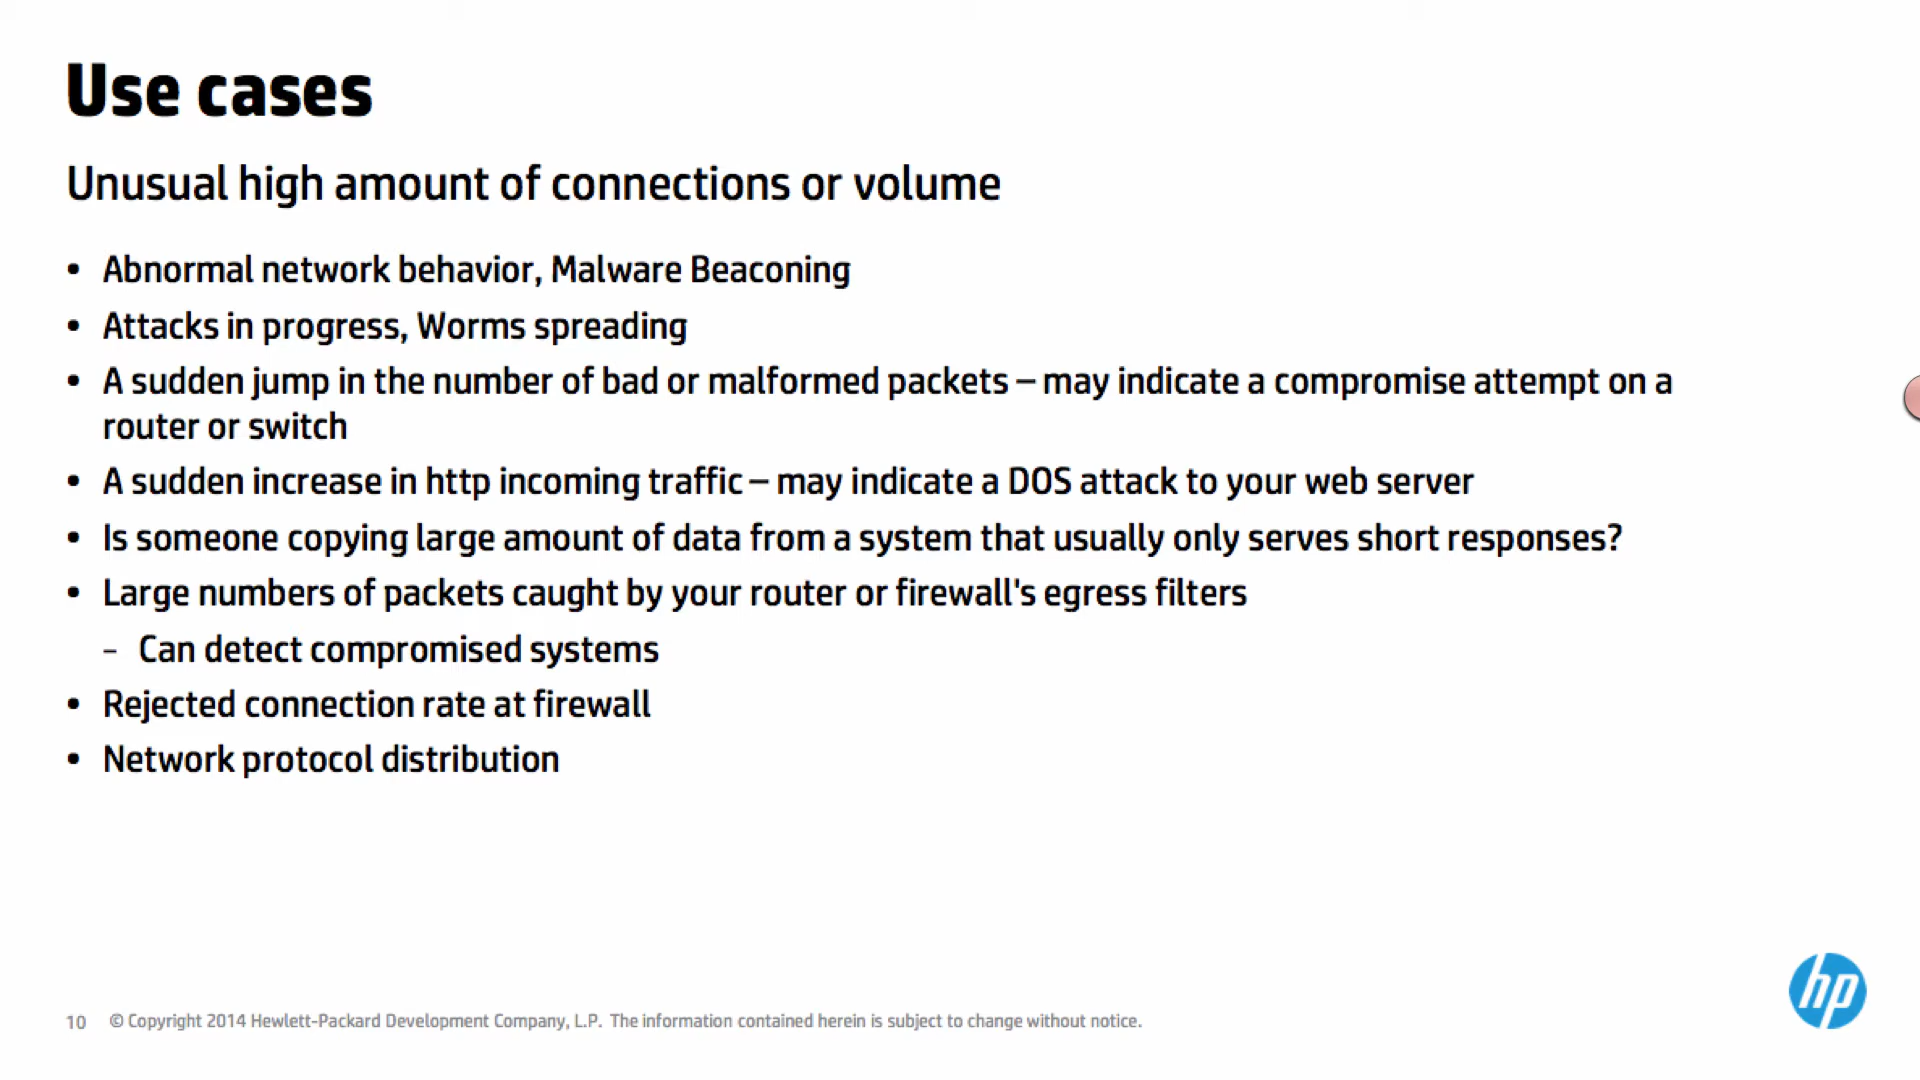 Use cases
Unusual high amount of connections or volume
• Abnormal network behavior, Malware Beaconing
• Attacks in progress, Worms spreading
• A sudden jump in the number of bad or malformed packets – may indicate a compromise attempt on a
router or switch
• A sudden increase in http incoming traffic – may indicate a DOS attack to your web server
• Is someone copying large amount of data from a system that usually only serves short responses?
• Large numbers of packets caught by your router or firewall's egress filters
– Can detect compromised systems
• Rejected connection rate at firewall
• Network protocol distribution
hp
10 © Copyright 2014 Hewlett-Packard Development Company, L.P. The information contained herein is subject to change without notice.